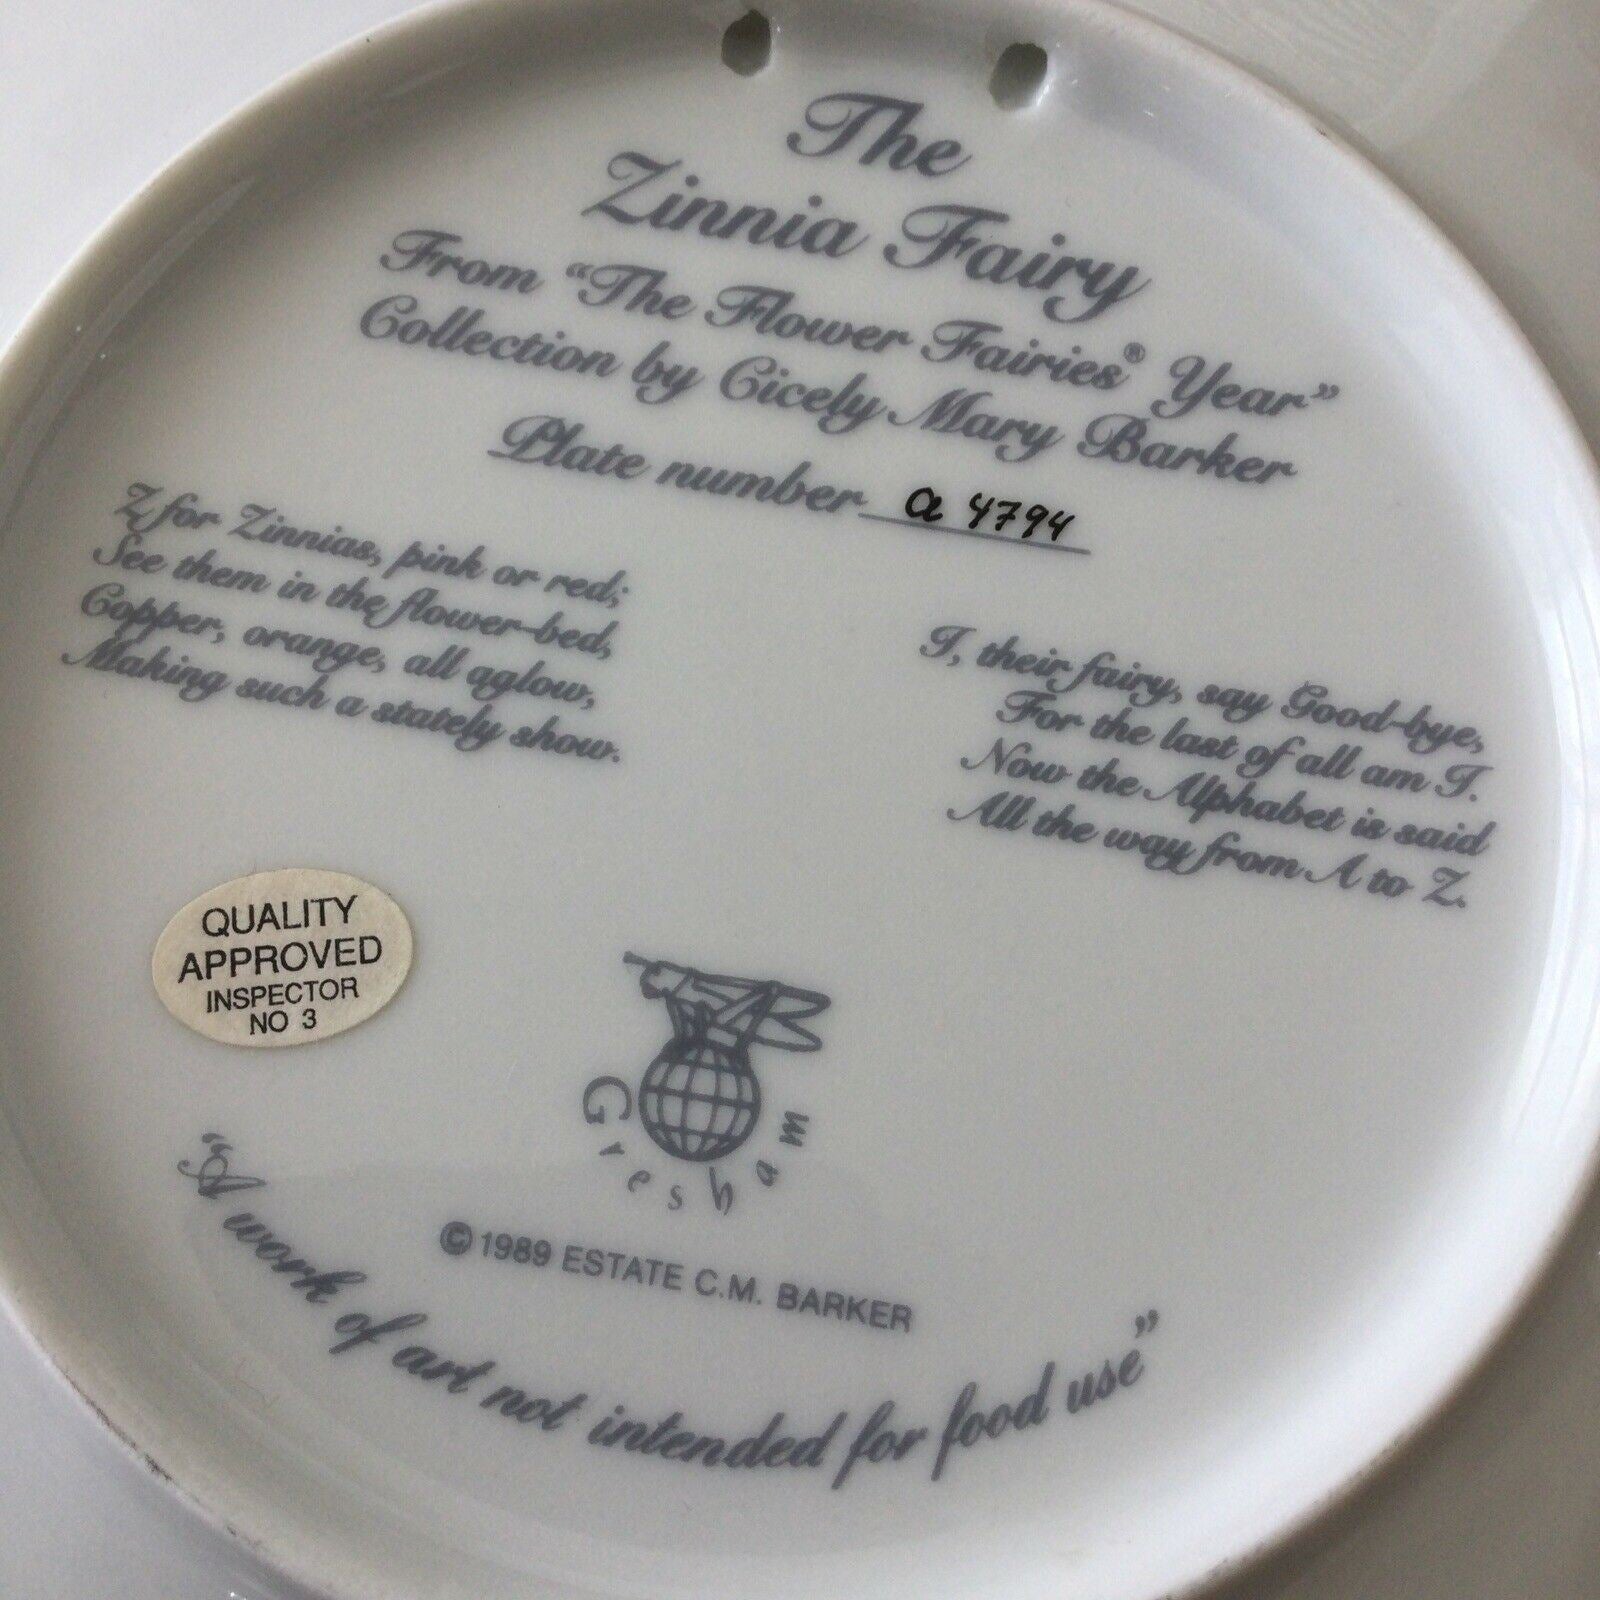 The
Zinnia Fairy
From “The Flower Fairies® Year”
Collection by Cicely Mary Barker
Plate number a 4794
Z for Zinnias, pink or red;
See them in the flower-bed,
Copper, orange, all aglow,
Making such a stately show.
I, their fairy, say Good-bye,
For the last of all am I.
Now the Alphabet is said
All the way from A to Z.
QUALITY
APPROVED
INSPECTOR
NO 3
Gresham
© 1989 ESTATE C.M. BARKER
“A work of art not intended for food use”